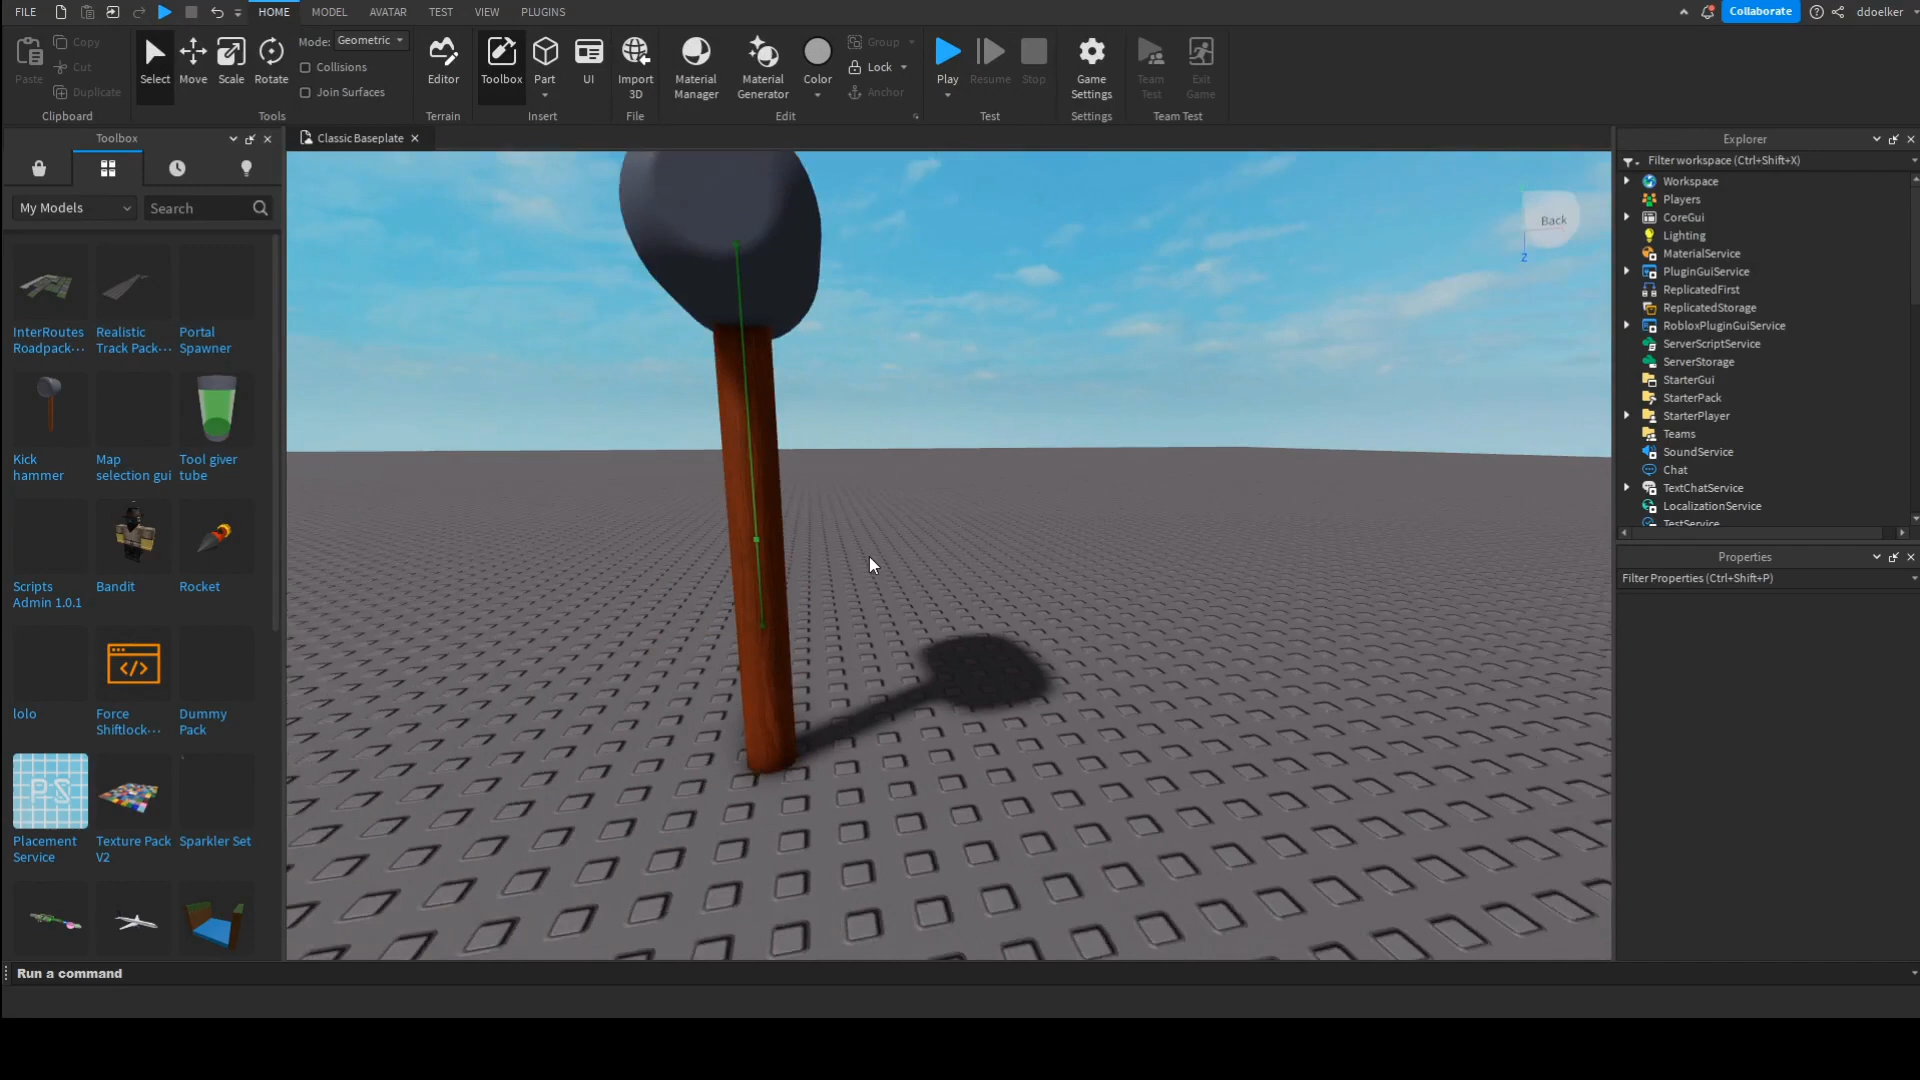 FILE
HOME
MODEL
AVATAR
TEST
VIEW
PLUGINS
Collaborate
ddoelker
Paste
Copy
Cut
Duplicate
Clipboard
Select
Move
Scale
Rotate
Mode: Geometric
Collisions
Join Surfaces
Tools
Editor
Terrain
Toolbox
Part
UI
Insert
Import
3D
File
Material
Manager
Material
Generator
Color
Group
Lock
Anchor
Edit
Play
Resume
Stop
Test
Game
Settings
Settings
Team
Test
Exit
Game
Team Test
Toolbox
My Models
Search
InterRoutes
Roadpack...
Realistic
Track Pack...
Portal
Spawner
Kick
hammer
Map
selection gui
Tool giver
tube
Scripts
Admin 1.0.1
Bandit
Rocket
lolo
Force
Shiftlock...
Dummy
Pack
PS
Placement
Service
Texture Pack
V2
Sparkler Set
Classic Baseplate
Back
Z
Explorer
Filter workspace (Ctrl+Shift+X)
Workspace
Players
CoreGui
Lighting
MaterialService
PluginGuiService
ReplicatedFirst
ReplicatedStorage
RobloxPluginGuiService
ServerScriptService
ServerStorage
StarterGui
StarterPack
StarterPlayer
Teams
SoundService
Chat
TextChatService
LocalizationService
TestService
Properties
Filter Properties (Ctrl+Shift+P)
Run a command